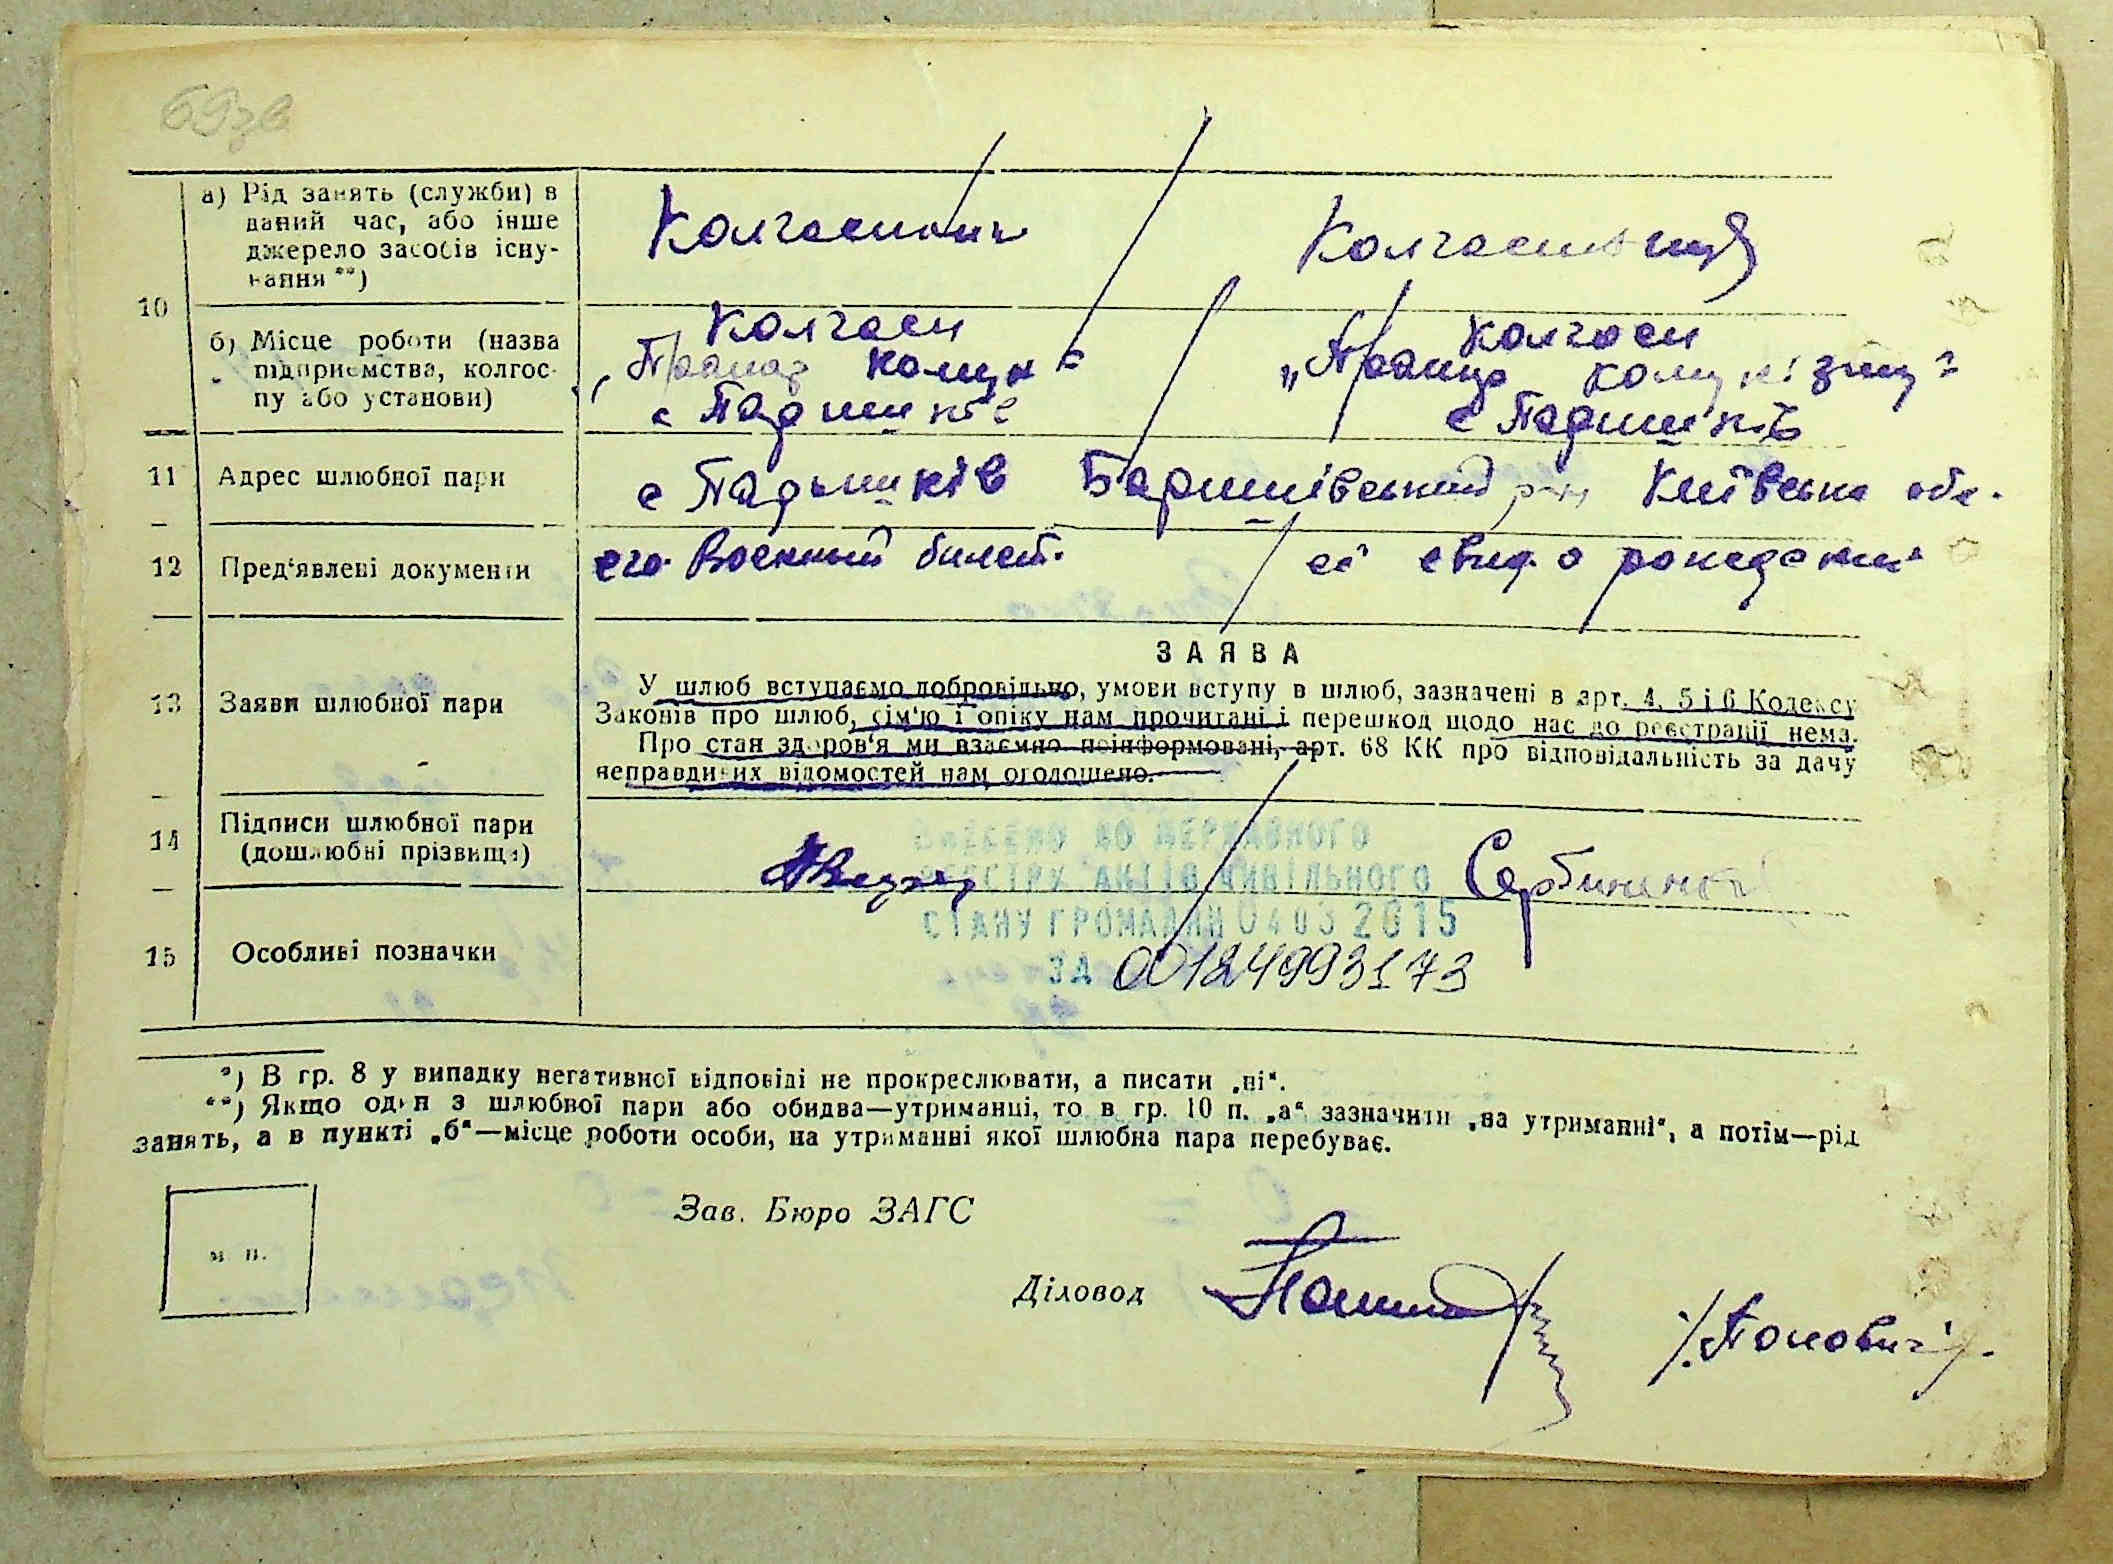 69зв
а) Рід занять (служби) в
даний час, або інше
джерело засобів існу-
вання **)
Колгоспник
Колгоспниця
10
б) Місце роботи (назва
підприємства, колгос-
пу або установи)
Колгосп
„Прапор комун
с Пасішків
Колгосп
„Прапор комунізму"
с
11 Адрес шлюбної пари
с Баришівський рн Київська обл.
12 Пред'явлені документи
его Военный билет. её свид. о рождении
З А Я В А
13 Заяви шлюбної пари
У шлюб вступаємо добровільно, умови вступу в шлюб, зазначені в арт. 4, 5 і 6 Кодексу
Законів про шлюб, сім'ю і опіку нам прочитані і перешкод щодо нас до реєстрації нема.
Про стан здоров'я ми взаємно поінформовані, арт. 68 КК про відповідальність за дачу
неправдивих відомостей нам оголошено.
14 Підписи шлюбної пари
(дошлюбні прізвища)
ВНЕСЕНО ДО ДЕРЖАВНОГО
РЕЄСТРУ АКТІВ ЦИВІЛЬНОГО
СТАНУ ГРОМАДЯН 04 03 2015
ЗА 00124993173
15 Особливі позначки
*) В гр. 8 у випадку негативної відповіді не прокреслювати, а писати „ні“.
**) Якщо один з шлюбної пари або обидва—утриманці, то в гр. 10 п. „а“ зазначити „на утриманні“, а потім—рід
занять, а в пункті „б“—місце роботи особи, на утриманні якої шлюбна пара перебуває.
м п.
Зав. Бюро ЗАГС
Діловод
/Попович/.